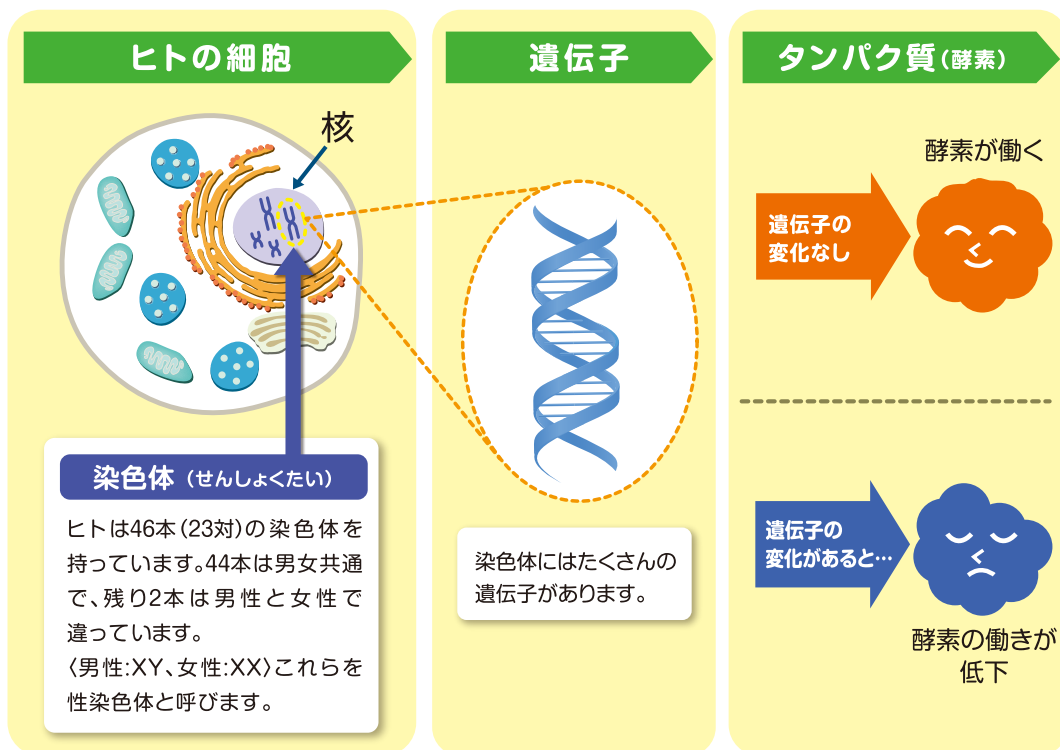 ヒトの細胞
核
染色体（せんしょくたい）
ヒトは46本（23対）の染色体を
持っています。44本は男女共通
で、残り2本は男性と女性で
違っています。
〈男性:XY、女性:XX〉これらを
性染色体と呼びます。
遺伝子
染色体にはたくさんの
遺伝子があります。
タンパク質（酵素）
酵素が働く
遺伝子の
変化なし
遺伝子の
変化があると…
酵素の働きが
低下